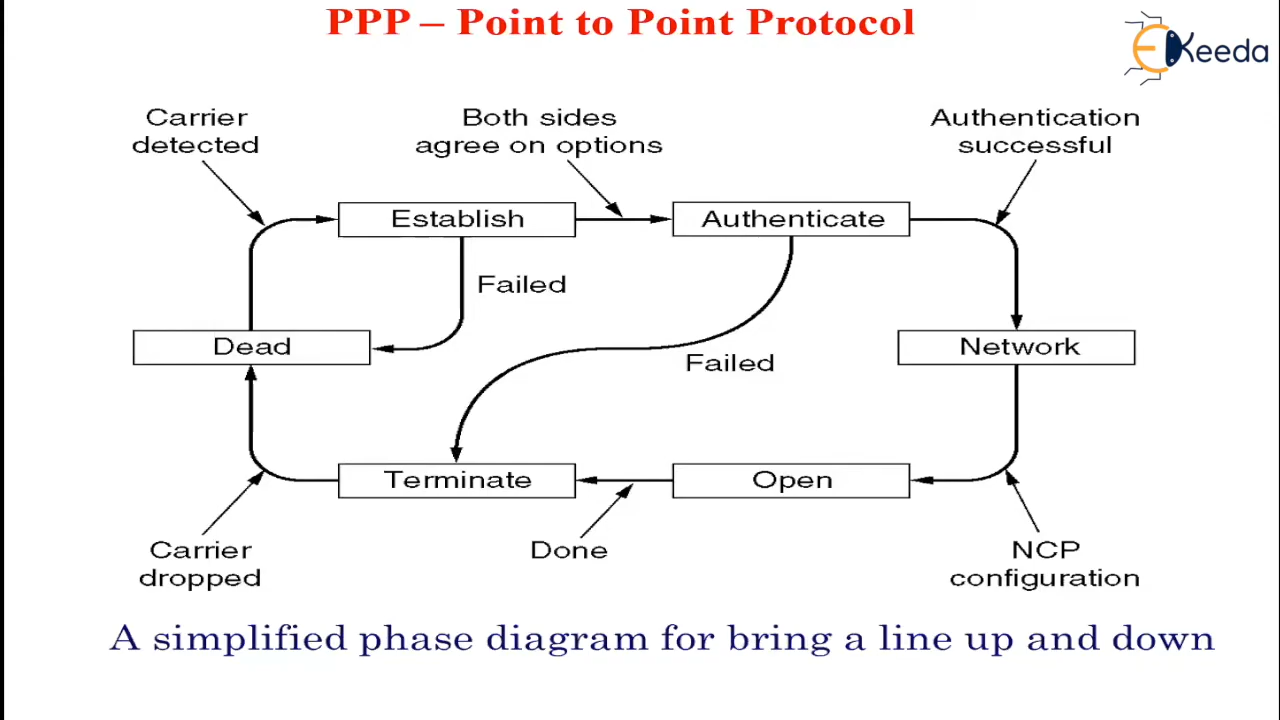 PPP – Point to Point Protocol
EKeeda
Carrier
detected
Both sides
agree on options
Authentication
successful
Establish
Authenticate
Failed
Dead
Network
Failed
Terminate
Open
Carrier
dropped
Done
NCP
configuration
A simplified phase diagram for bring a line up and down